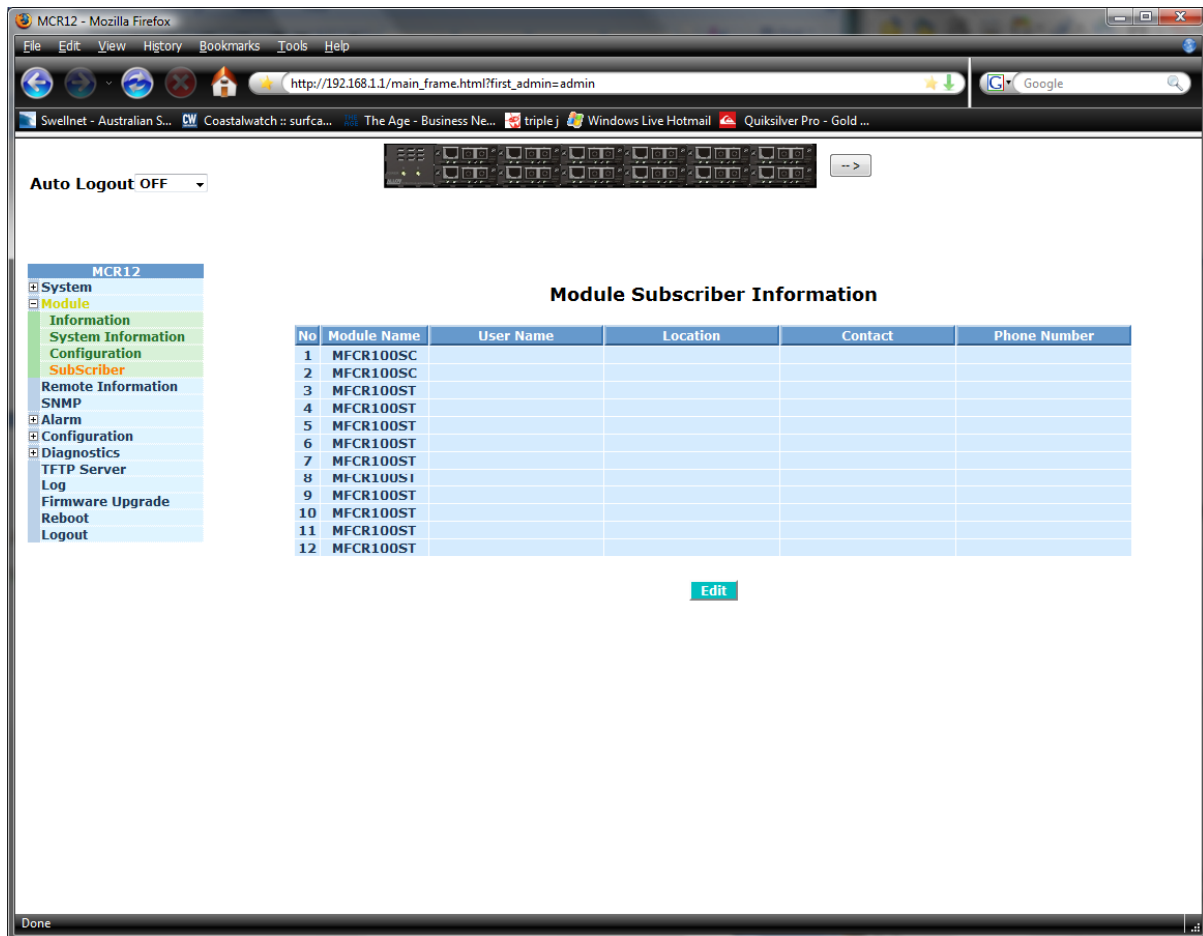 MCR12 - Mozilla Firefox
File Edit View History Bookmarks Tools Help
http://192.168.1.1/main_frame.html?first_admin=admin
G Google
Swellnet - Australian S... CW Coastalwatch :: surfca... THE AGE The Age - Business Ne... triple j Windows Live Hotmail Quiksilver Pro - Gold ...
Auto Logout OFF
-->
MCR12
System
Module
Information
System Information
Configuration
SubScriber
Remote Information
SNMP
Alarm
Configuration
Diagnostics
TFTP Server
Log
Firmware Upgrade
Reboot
Logout
Module Subscriber Information
No Module Name User Name Location Contact Phone Number
1 MFCR100SC
2 MFCR100SC
3 MFCR100ST
4 MFCR100ST
5 MFCR100ST
6 MFCR100ST
7 MFCR100ST
8 MFCR100ST
9 MFCR100ST
10 MFCR100ST
11 MFCR100ST
12 MFCR100ST
Edit
Done